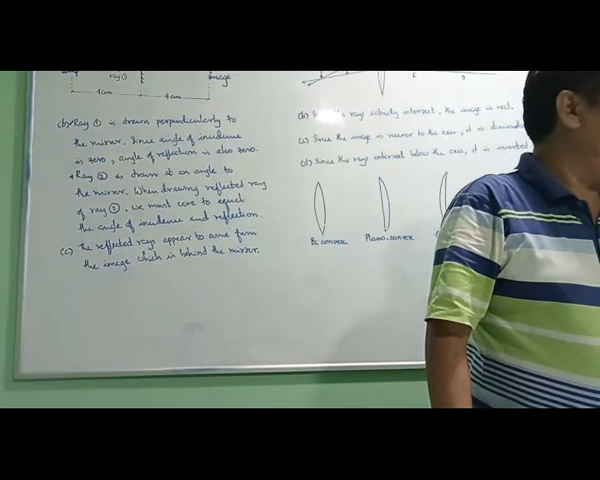 ray ①
image
4cm
4cm
(b) * Ray ① is drawn perpendicularly to
the mirror. Since angle of incidence
is zero, angle of reflection is also zero.
* Ray ② is drawn at an angle to
the mirror. When drawing reflected ray
of ray ②, we must care to equal
the angle of incidence and reflection.
(c) The reflected rays appear to come from
the image which is behind the mirror.
F
(b) rays actually intersect, the image is real.
(c) Since the image is nearer to the axis, it is
(d) Since the rays intersect below the axis, it is inverted
Bi convex
Plano-convex